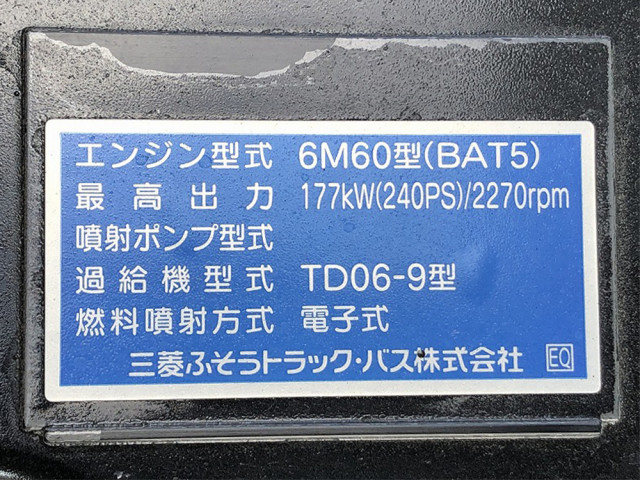 エンジン型式 6M60型(BAT5)
最高出力 177kW(240PS)/2270rpm
噴射ポンプ型式
過給機型式 TD06-9型
燃料噴射方式 電子式
三菱ふそうトラック・バス株式会社 EQ